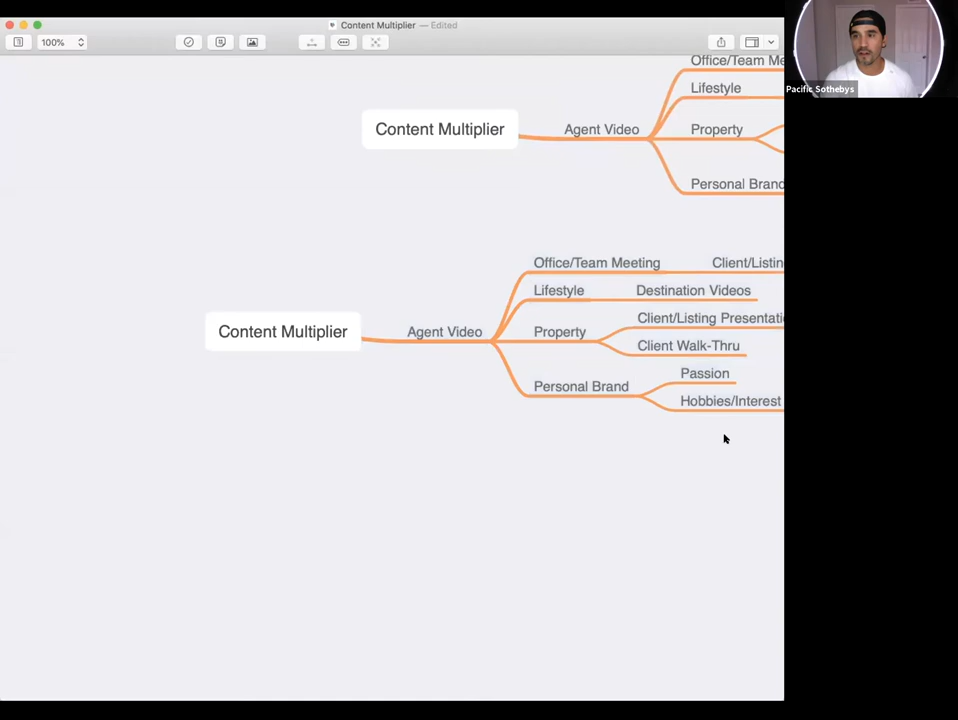 Content Multiplier — Edited
100%
Pacific Sothebys
Office/Team Me
Lifestyle
Content Multiplier
Agent Video
Property
Personal Brand
Office/Team Meeting
Client/Listin
Lifestyle
Destination Videos
Content Multiplier
Agent Video
Property
Client/Listing Presentati
Client Walk-Thru
Personal Brand
Passion
Hobbies/Interest